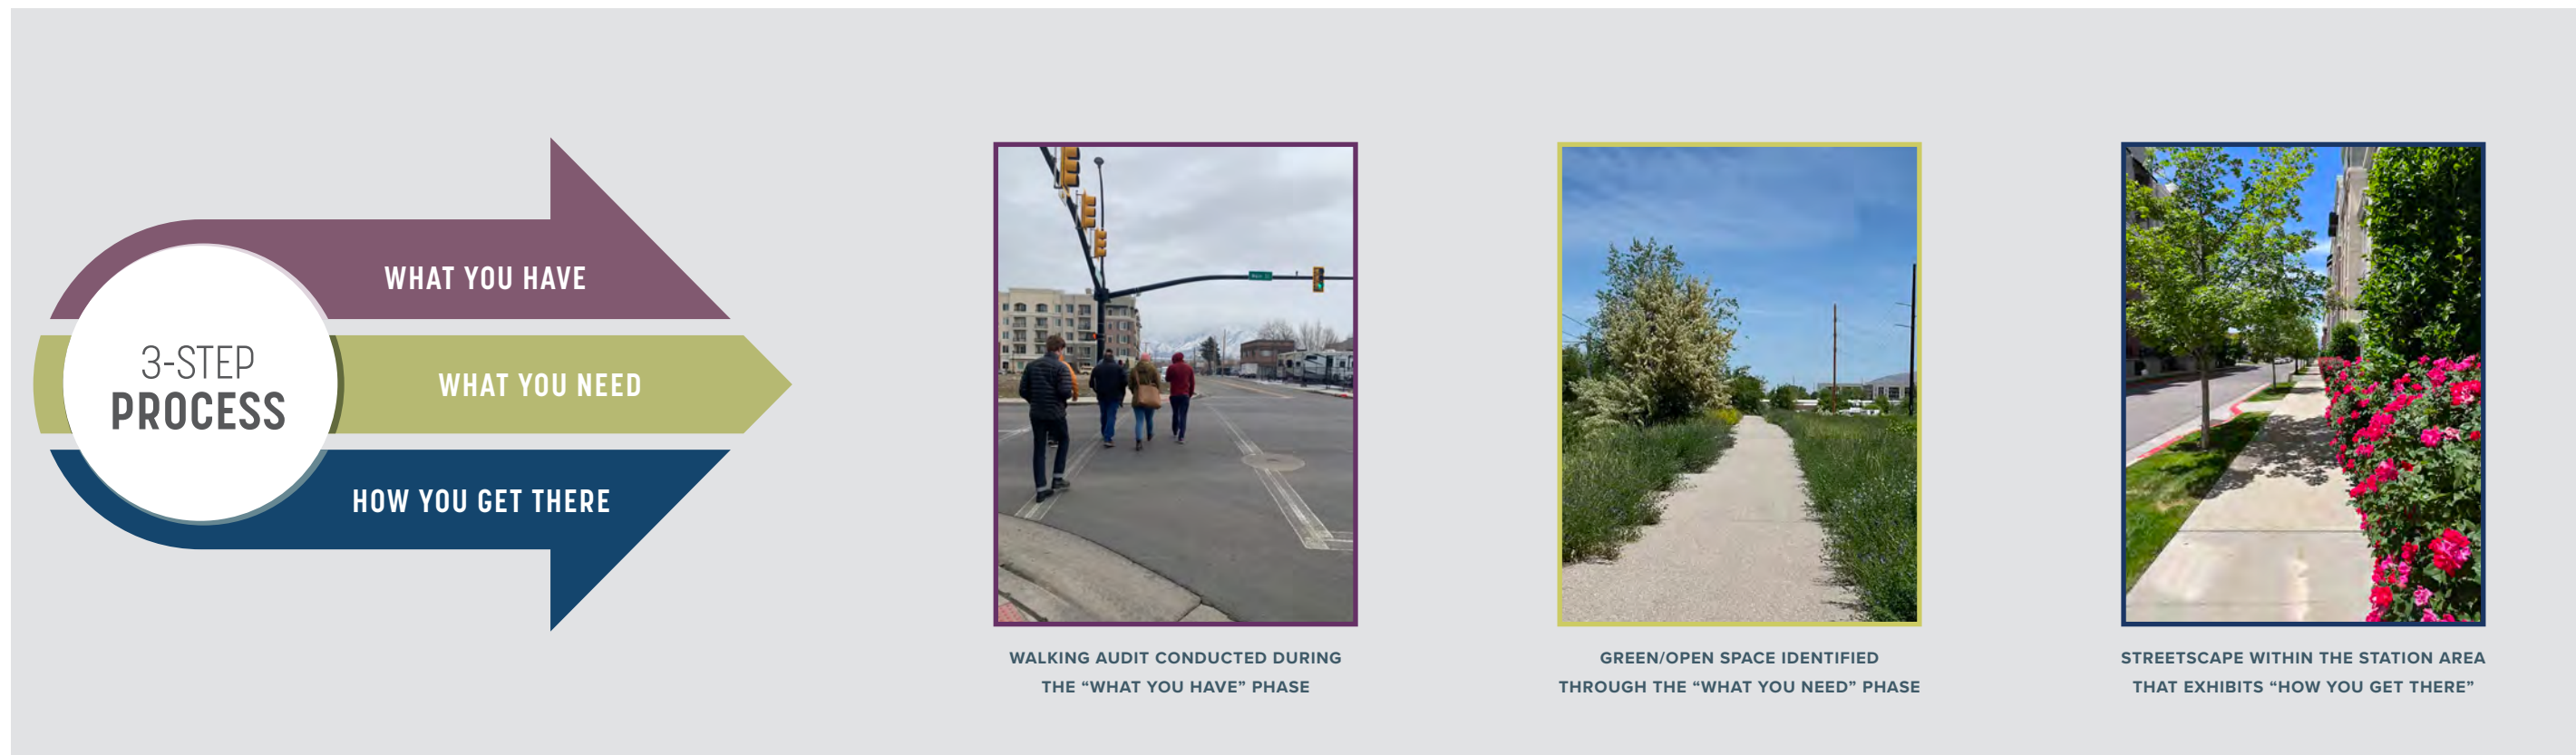 3-STEP
PROCESS
WHAT YOU HAVE
WHAT YOU NEED
HOW YOU GET THERE
WALKING AUDIT CONDUCTED DURING
THE “WHAT YOU HAVE” PHASE
GREEN/OPEN SPACE IDENTIFIED
THROUGH THE “WHAT YOU NEED” PHASE
STREETSCAPE WITHIN THE STATION AREA
THAT EXHIBITS “HOW YOU GET THERE”